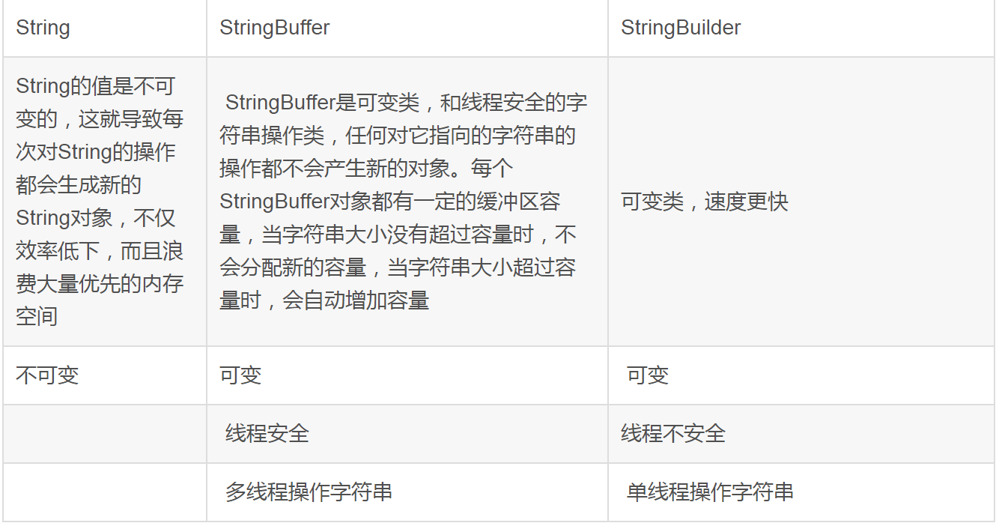 String
StringBuffer
StringBuilder
String的值是不可
变的，这就导致每
次对String的操作
都会生成新的
String对象，不仅
效率低下，而且浪
费大量优先的内存
空间
StringBuffer是可变类，和线程安全的字
符串操作类，任何对它指向的字符串的
操作都不会产生新的对象。每个
StringBuffer对象都有一定的缓冲区容
量，当字符串大小没有超过容量时，不
会分配新的容量，当字符串大小超过容
量时，会自动增加容量
可变类，速度更快
不可变
可变
可变
线程安全
线程不安全
多线程操作字符串
单线程操作字符串